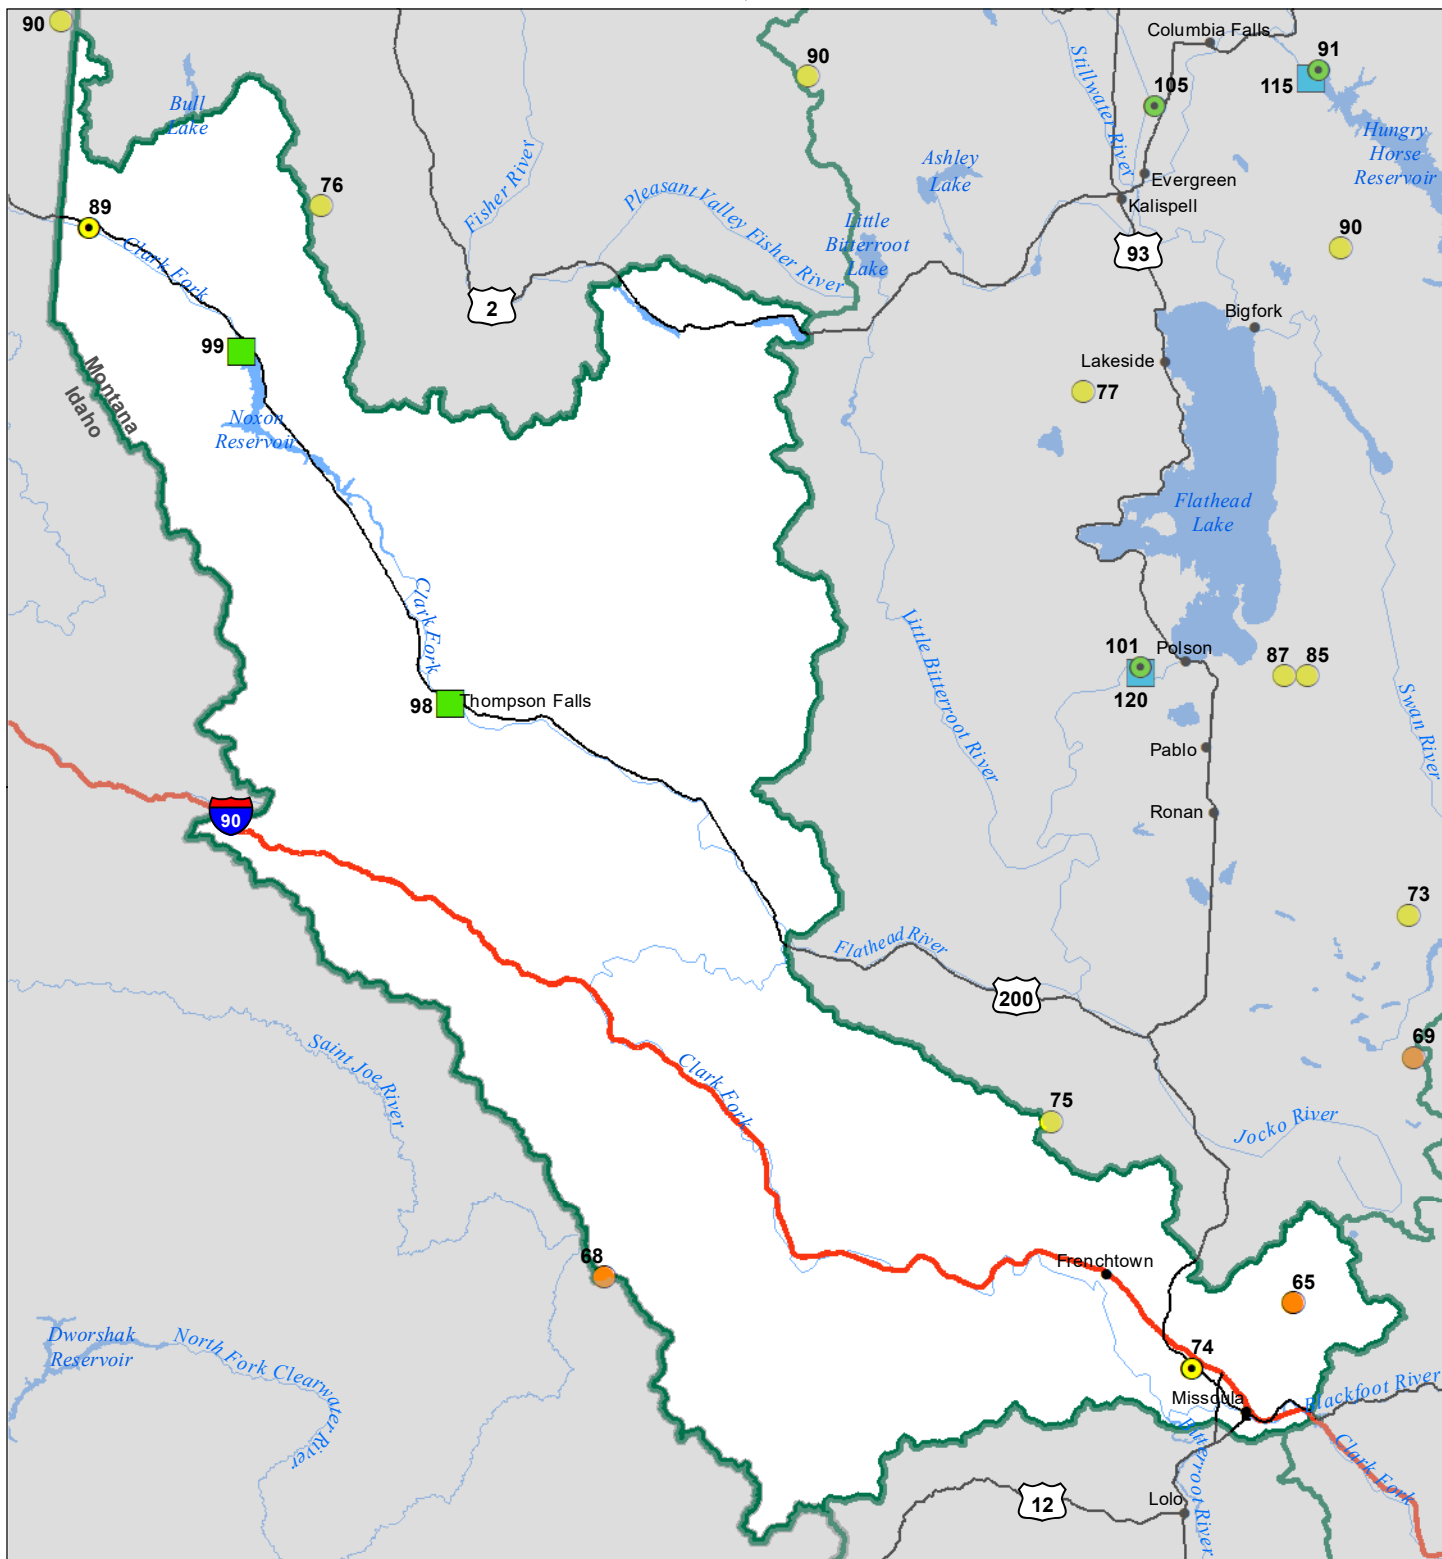 90
90
Columbia Falls
91
115
105
Stillwater River
Bull
Lake
Hungry
Horse
Reservoir
Fisher River
Ashley
Lake
76
Pleasant Valley Fisher River
Evergreen
Kalispell
89
Clark Fork
Little
Bitterroot
Lake
93
90
2
Bigfork
99
Lakeside
Montana
Idaho
77
Noxon
Reservoir
Flathead
Lake
Clark Fork
Little Bitterroot River
101
Polson
87
85
120
98
Thompson Falls
Swan River
Pablo
90
Ronan
73
Flathead River
200
Saint Joe River
69
Clark Fork
75
Jocko River
68
Frenchtown
65
Dworshak
Reservoir
North Fork Clearwater River
74
Missoula
Blackfoot River
Bitterroot River
Clark Fork
12
Lolo